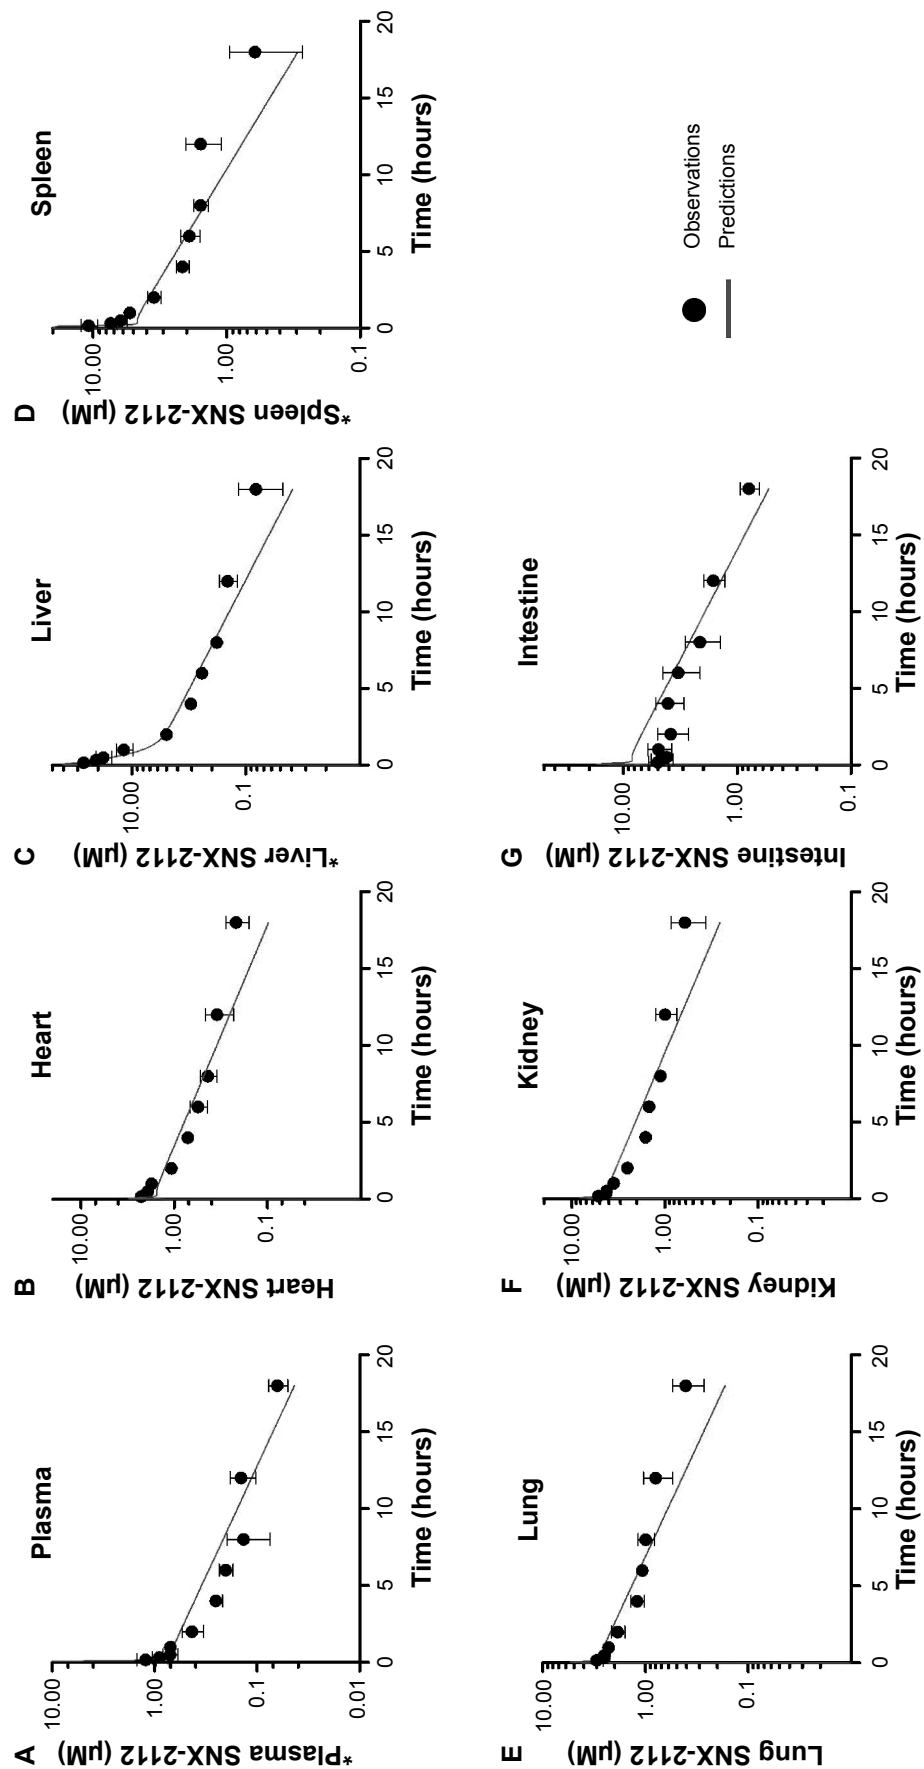 A
Plasma
*Plasma SNX-2112 (µM)
10.00
1.00
0.1
0.01
0
5
10
15
20
Time (hours)
B
Heart
Heart SNX-2112 (µM)
10.00
1.00
0.1
0
5
10
15
20
Time (hours)
C
Liver
*Liver SNX-2112 (µM)
10.00
0.1
0
5
10
15
20
Time (hours)
D
Spleen
*Spleen SNX-2112 (µM)
10.00
1.00
0.1
0
5
10
15
20
Time (hours)
E
Lung
Lung SNX-2112 (µM)
10.00
1.00
0.1
0
5
10
15
20
Time (hours)
F
Kidney
Kidney SNX-2112 (µM)
10.00
1.00
0.1
0
5
10
15
20
Time (hours)
G
Intestine
Intestine SNX-2112 (µM)
10.00
1.00
0.1
0
5
10
15
20
Time (hours)
Observations
Predictions